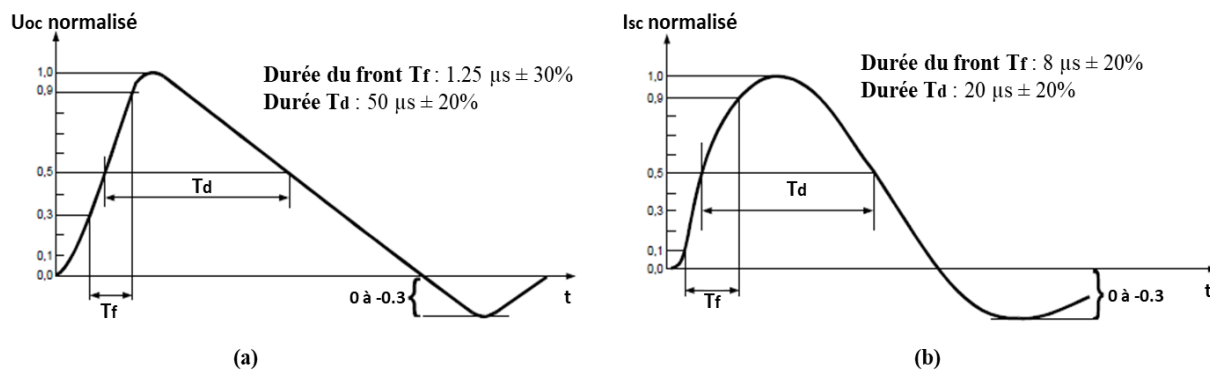 Uoc normalisé
1,0
0,9
0,5
0,3
0,1
0,0
Durée du front Tf : 1.25 µs ± 30%
Durée Td : 50 µs ± 20%
Td
Tf
0 à -0.3
t
(a)
Isc normalisé
1,0
0,9
0,5
0,3
0,1
0,0
Durée du front Tf : 8 µs ± 20%
Durée Td : 20 µs ± 20%
Td
Tf
0 à -0.3
t
(b)